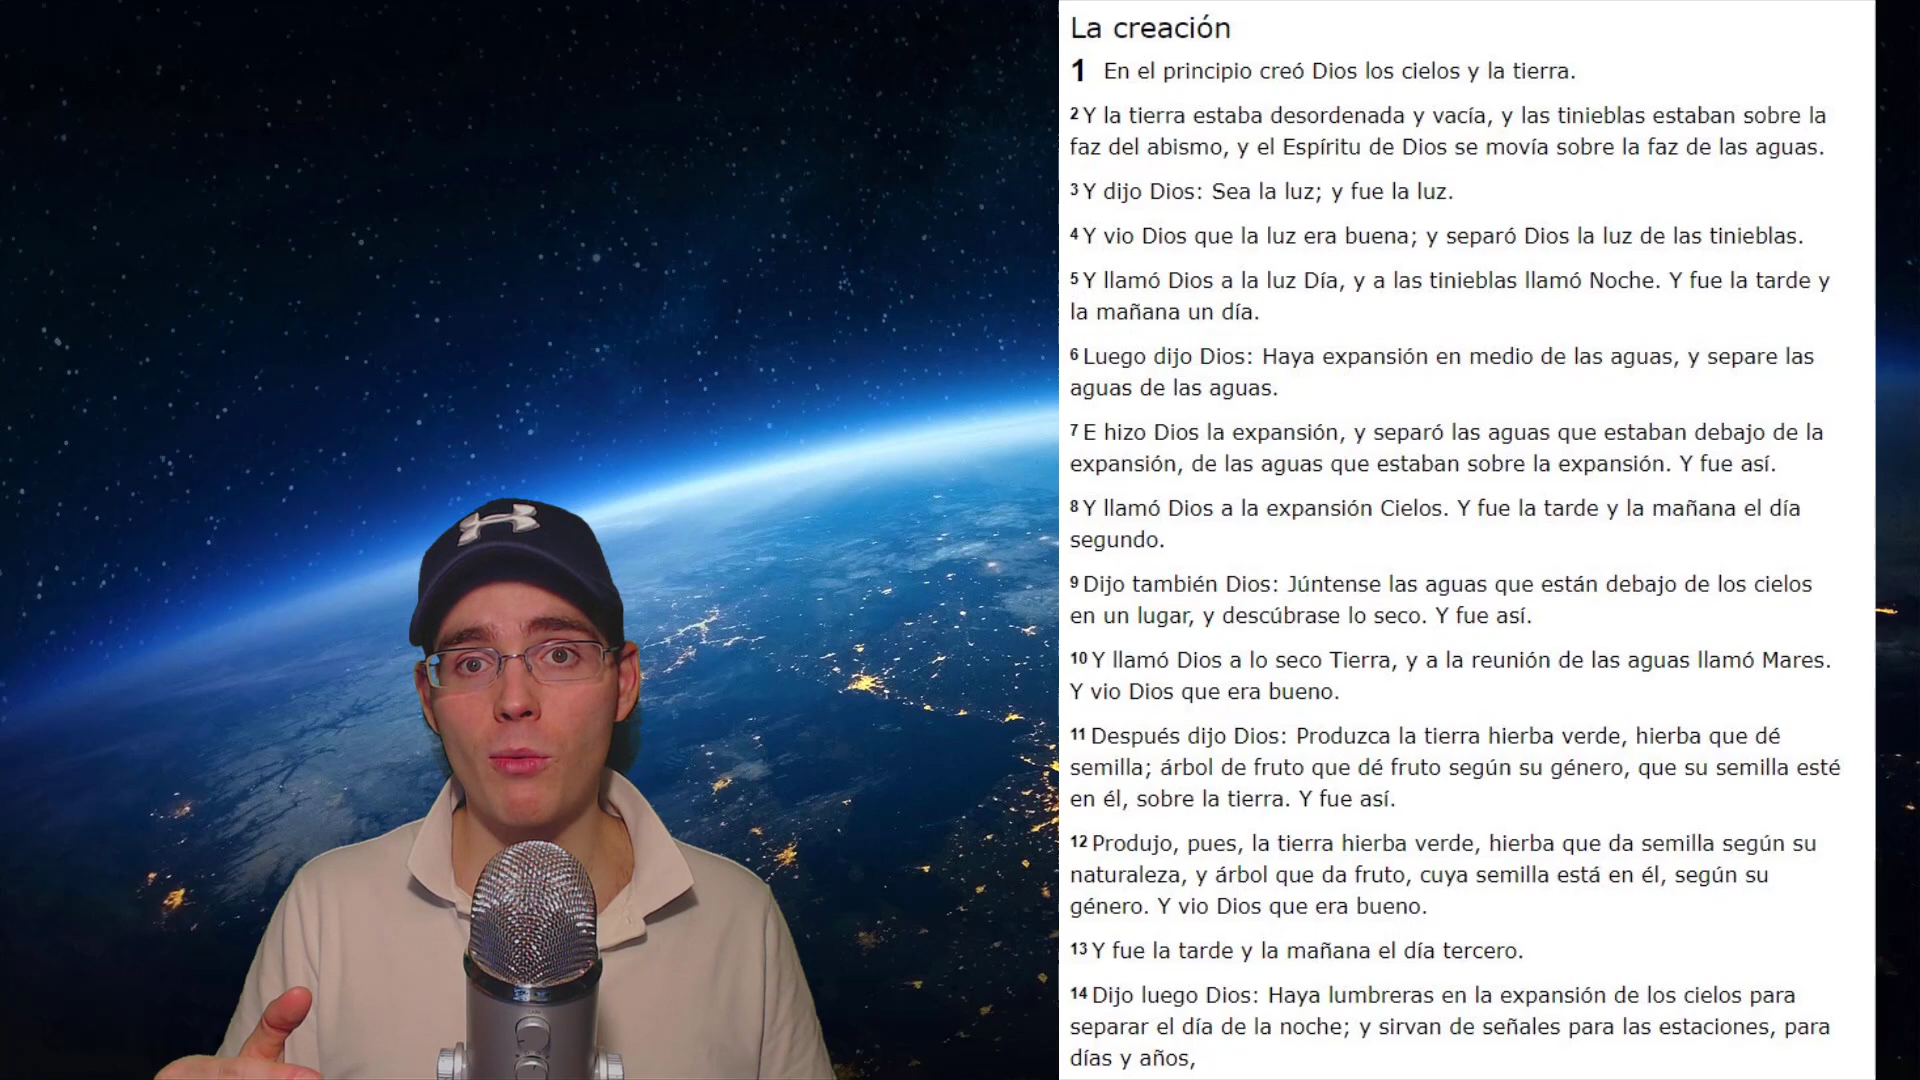 La creación
1 En el principio creó Dios los cielos y la tierra.
2 Y la tierra estaba desordenada y vacía, y las tinieblas estaban sobre la
faz del abismo, y el Espíritu de Dios se movía sobre la faz de las aguas.
3 Y dijo Dios: Sea la luz; y fue la luz.
4 Y vio Dios que la luz era buena; y separó Dios la luz de las tinieblas.
5 Y llamó Dios a la luz Día, y a las tinieblas llamó Noche. Y fue la tarde y
la mañana un día.
6 Luego dijo Dios: Haya expansión en medio de las aguas, y separe las
aguas de las aguas.
7 E hizo Dios la expansión, y separó las aguas que estaban debajo de la
expansión, de las aguas que estaban sobre la expansión. Y fue así.
8 Y llamó Dios a la expansión Cielos. Y fue la tarde y la mañana el día
segundo.
9 Dijo también Dios: Júntense las aguas que están debajo de los cielos
en un lugar, y descúbrase lo seco. Y fue así.
10 Y llamó Dios a lo seco Tierra, y a la reunión de las aguas llamó Mares.
Y vio Dios que era bueno.
11 Después dijo Dios: Produzca la tierra hierba verde, hierba que dé
semilla; árbol de fruto que dé fruto según su género, que su semilla esté
en él, sobre la tierra. Y fue así.
12 Produjo, pues, la tierra hierba verde, hierba que da semilla según su
naturaleza, y árbol que da fruto, cuya semilla está en él, según su
género. Y vio Dios que era bueno.
13 Y fue la tarde y la mañana el día tercero.
14 Dijo luego Dios: Haya lumbreras en la expansión de los cielos para
separar el día de la noche; y sirvan de señales para las estaciones, para
días y años,